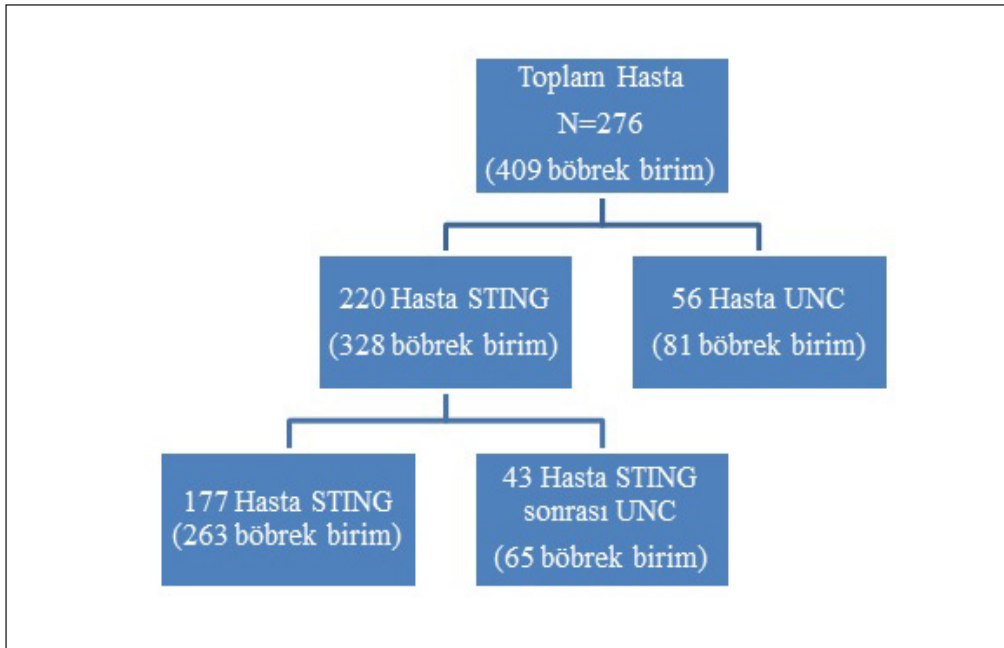 Toplam Hasta
N=276
(409 böbrek birim)
220 Hasta STING
(328 böbrek birim)
56 Hasta UNC
(81 böbrek birim)
177 Hasta STING
(263 böbrek birim)
43 Hasta STING
sonrası UNC
(65 böbrek birim)